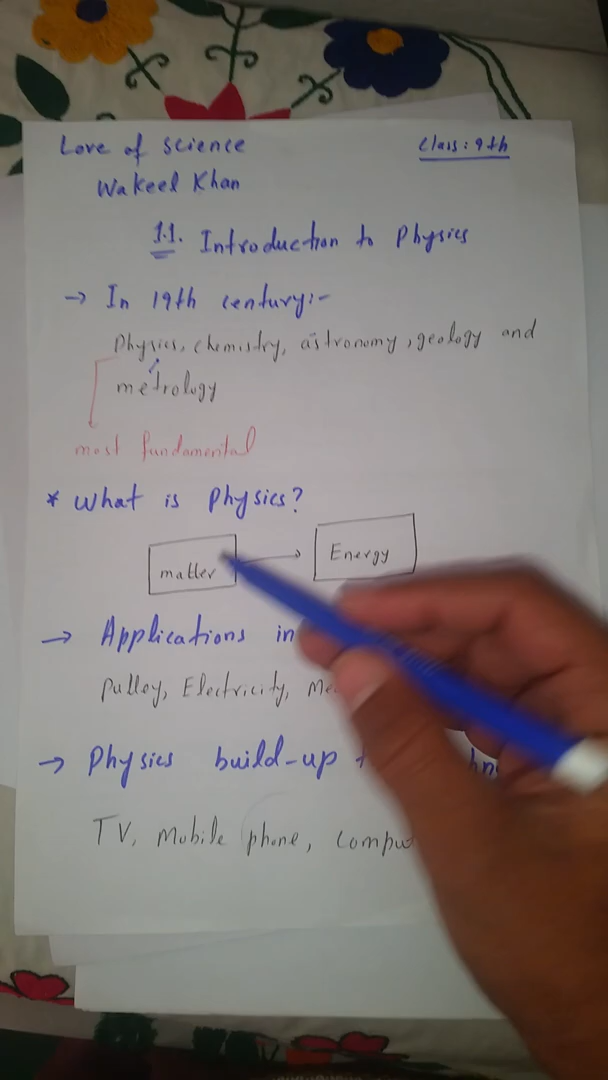 Love of science
Class: 9th
Wakeel Khan
1.1. Introduction to Physics
→ In 19th century:-
Physics, chemistry, astronomy, geology and
metrology
most fundamental
* What is Physics?
matter → Energy
→ Applications in
Pulley, Electricity,
→ Physics build-up
TV, Mobile phone,